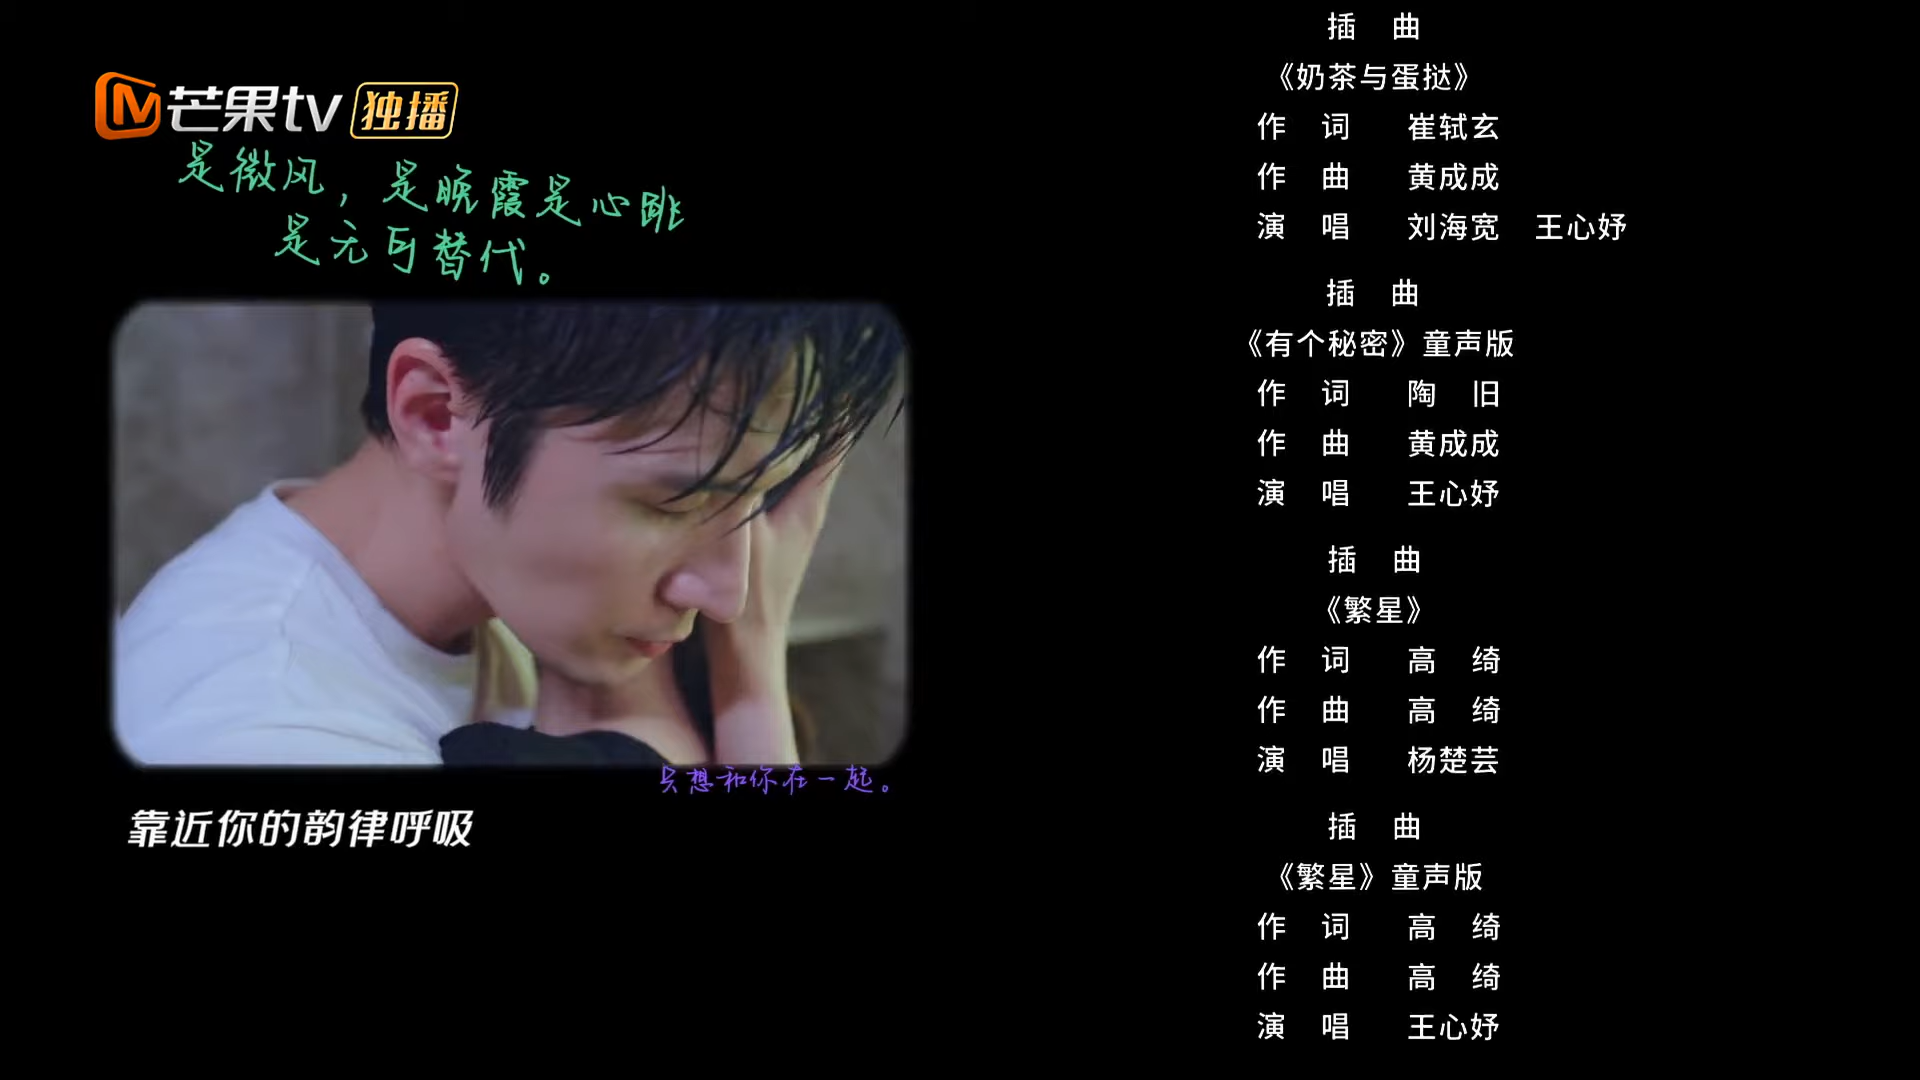 芒果tv 独播
是微风，是晚霞是心跳
是无可替代。
只想和你在一起。
靠近你的韵律呼吸
插 曲
《奶茶与蛋挞》
作 词 崔轼玄
作 曲 黄成成
演 唱 刘海宽 王心妤
插 曲
《有个秘密》童声版
作 词 陶 旧
作 曲 黄成成
演 唱 王心妤
插 曲
《繁星》
作 词 高 绮
作 曲 高 绮
演 唱 杨楚芸
插 曲
《繁星》童声版
作 词 高 绮
作 曲 高 绮
演 唱 王心妤